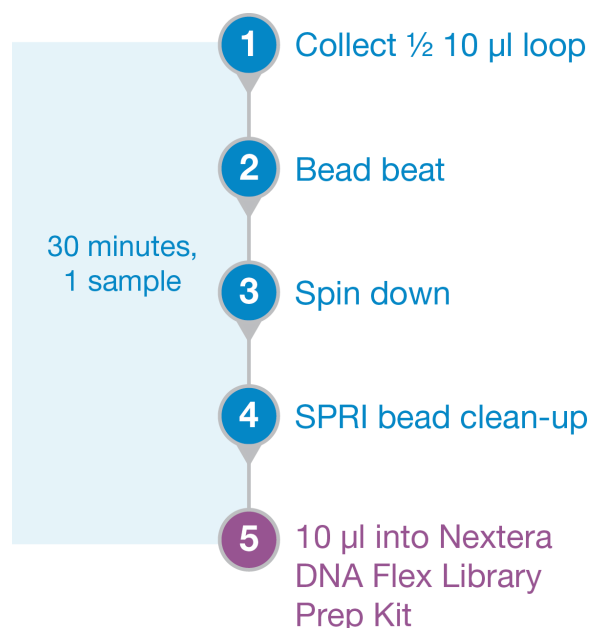 1
Collect ½ 10 µl loop
2
Bead beat
30 minutes,
1 sample
3
Spin down
4
SPRI bead clean-up
5
10 µl into Nextera
DNA Flex Library
Prep Kit